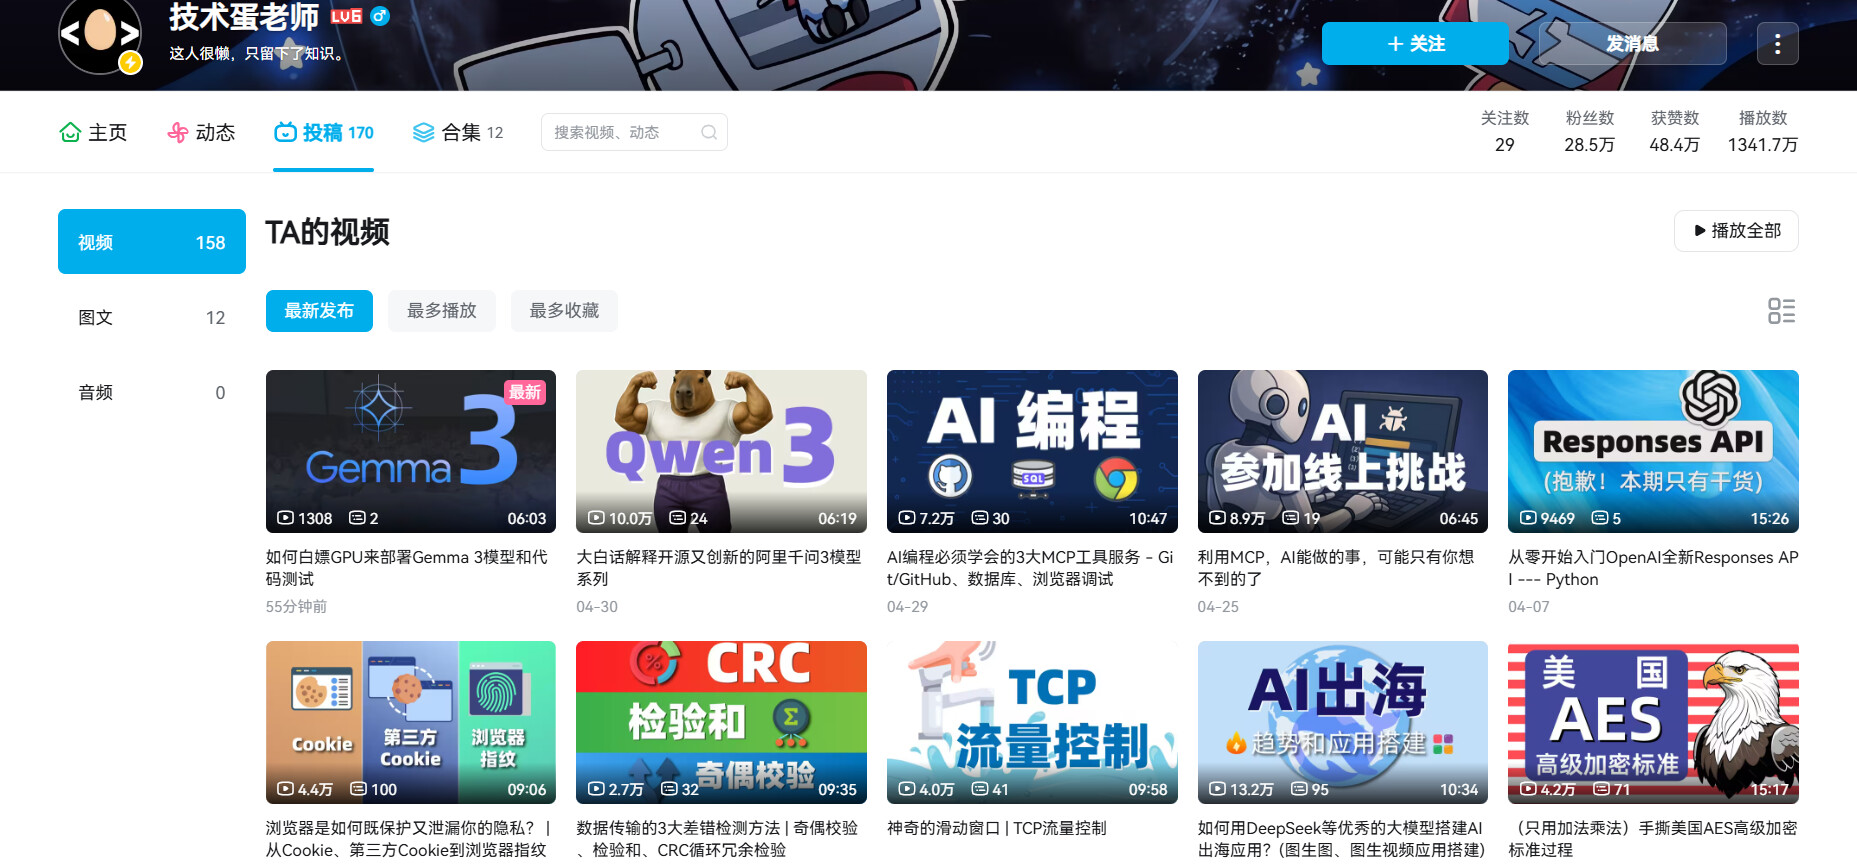 技术蛋老师 LV6
这人很懒，只留下了知识。
关注
发消息
主页
动态
投稿 170
合集 12
搜索视频、动态
关注数 粉丝数 获赞数 播放数
29 28.5万 48.4万 1341.7万
视频 158
图文 12
音频 0
TA的视频
播放全部
最新发布 最多播放 最多收藏
最新
Gemma 3
1308 2 06:03
如何白嫖GPU来部署Gemma 3模型和代
码测试
55分钟前
Qwen 3
10.0万 24 06:19
大白话解释开源又创新的阿里千问3模型
系列
04-30
AI 编程
SQL
7.2万 30 10:47
AI编程必须学会的3大MCP工具服务 - Gi
t/GitHub、数据库、浏览器调试
04-29
AI
参加线上挑战
8.9万 19 06:45
利用MCP，AI能做的事，可能只有你想
不到的了
04-25
Responses API
(抱歉！本期只有干货)
9469 5 15:26
从零开始入门OpenAI全新Responses AP
I --- Python
04-07
Cookie
第三方
Cookie
浏览器
指纹
4.4万 100 09:06
浏览器是如何既保护又泄漏你的隐私？ |
从Cookie、第三方Cookie到浏览器指纹
CRC
检验和
奇偶校验
2.7万 32 09:35
数据传输的3大差错检测方法 | 奇偶校验
、检验和、CRC循环冗余检验
TCP
流量控制
4.0万 41 09:58
神奇的滑动窗口 | TCP流量控制
AI出海
趋势和应用搭建
13.2万 95 10:34
如何用DeepSeek等优秀的大模型搭建AI
出海应用？(图生图、图生视频应用搭建)
美 国
AES
高级加密标准
4.2万 71 15:17
（只用加法乘法）手撕美国AES高级加密
标准过程